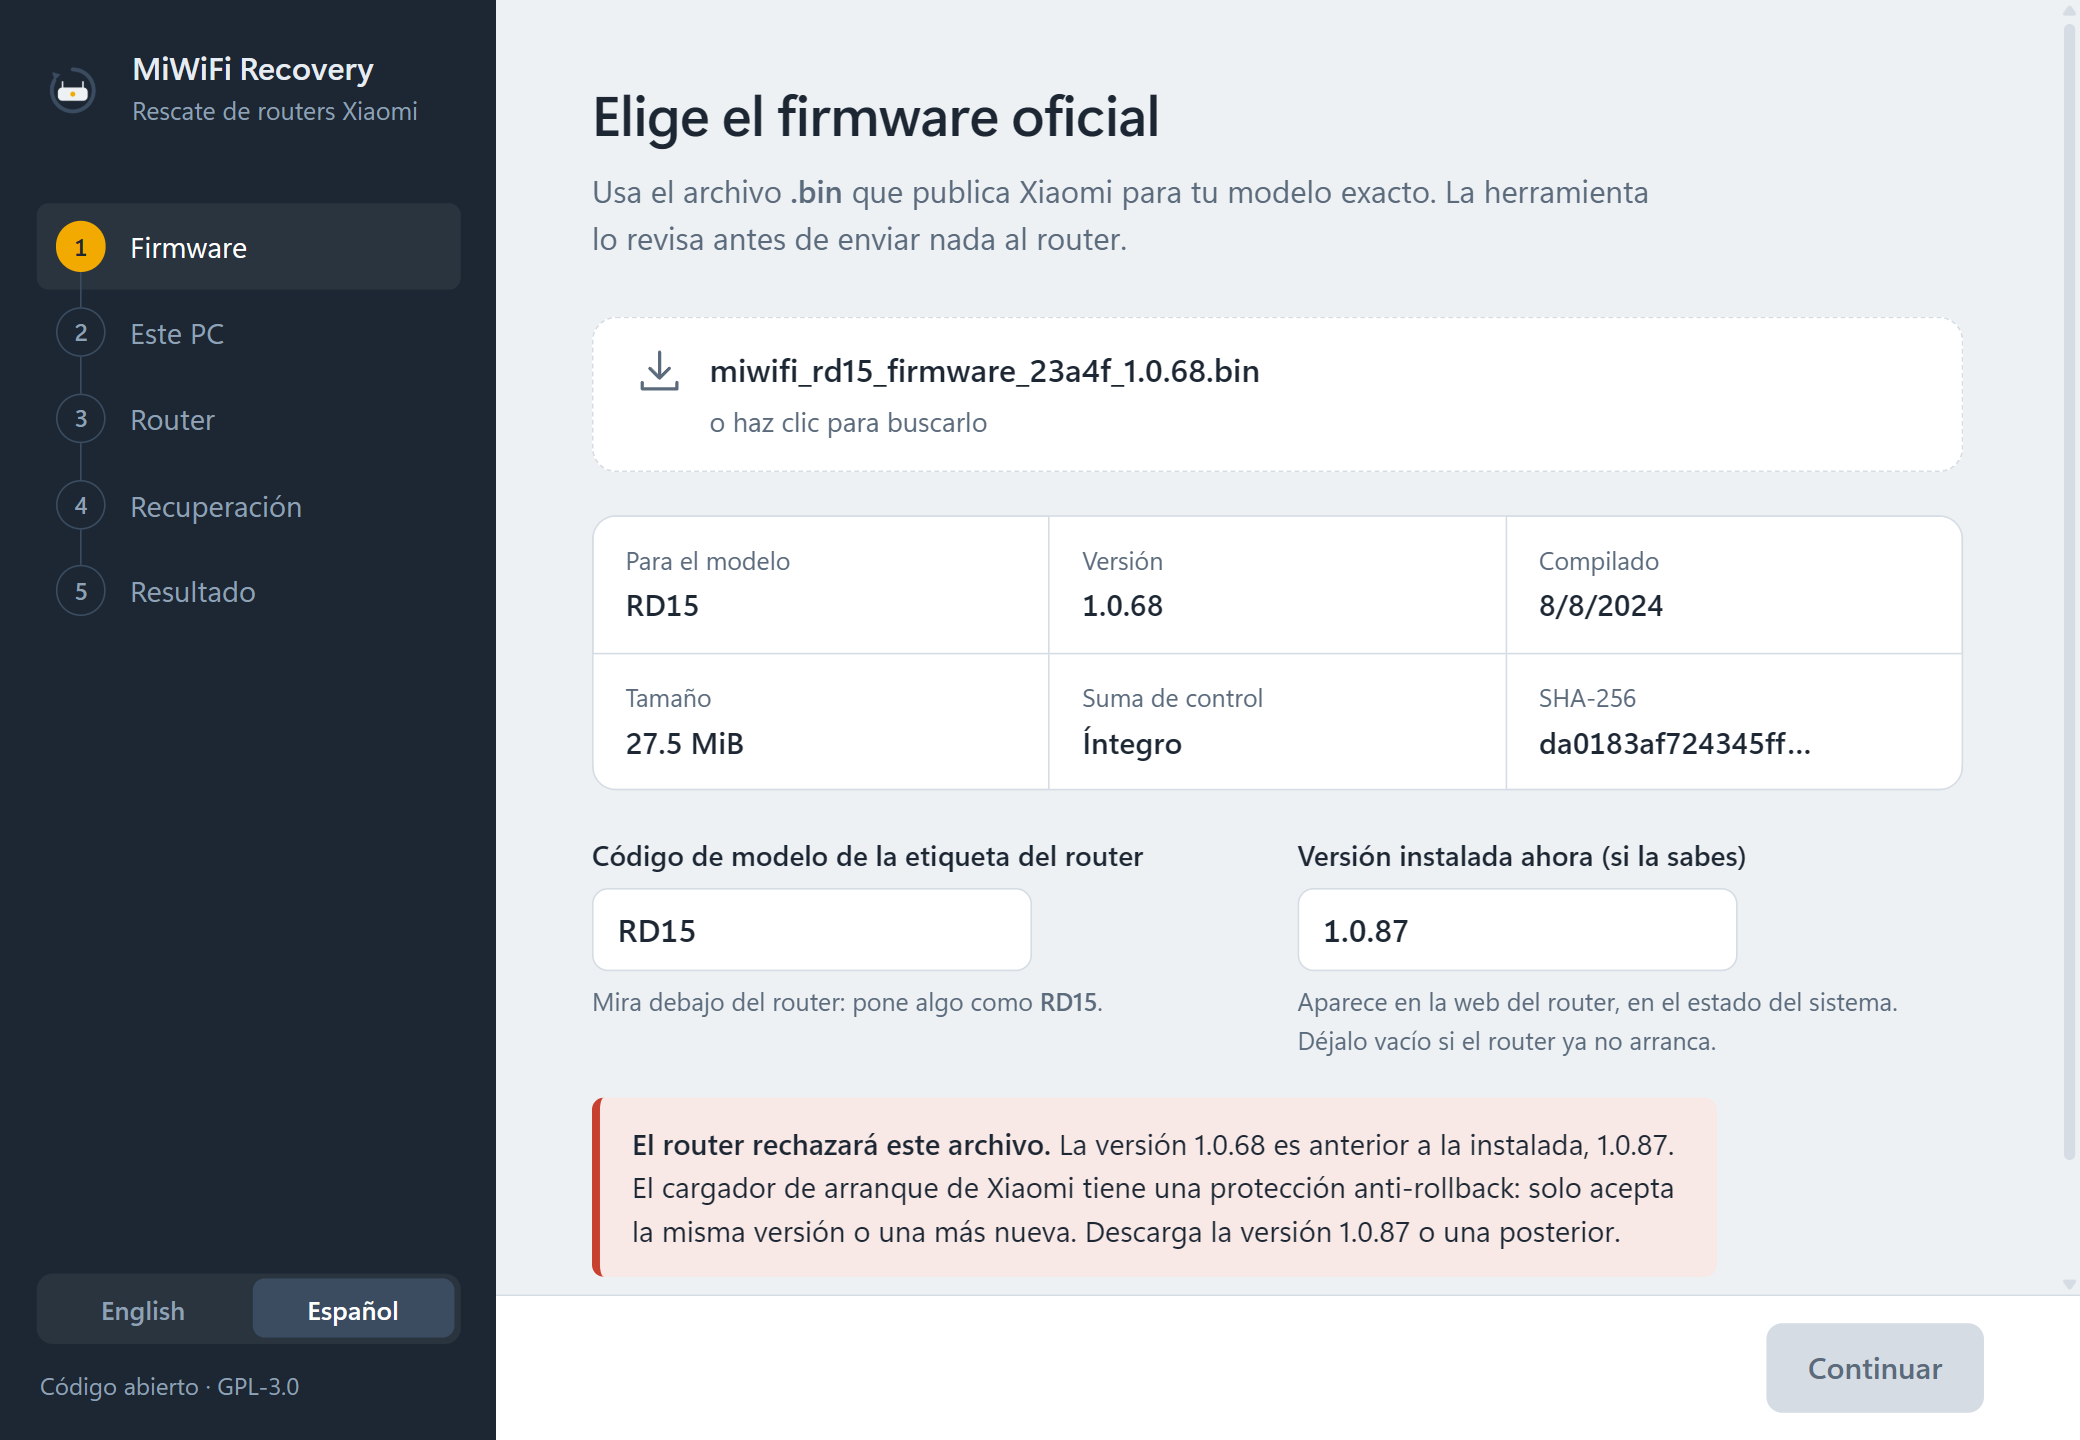 MiWiFi Recovery
Rescate de routers Xiaomi
1 Firmware
2 Este PC
3 Router
4 Recuperación
5 Resultado
English Español
Código abierto · GPL-3.0
Elige el firmware oficial
Usa el archivo .bin que publica Xiaomi para tu modelo exacto. La herramienta
lo revisa antes de enviar nada al router.
miwifi_rd15_firmware_23a4f_1.0.68.bin
o haz clic para buscarlo
Para el modelo
RD15
Versión
1.0.68
Compilado
8/8/2024
Tamaño
27.5 MiB
Suma de control
Íntegro
SHA-256
da0183af724345ff...
Código de modelo de la etiqueta del router
RD15
Mira debajo del router: pone algo como RD15.
Versión instalada ahora (si la sabes)
1.0.87
Aparece en la web del router, en el estado del sistema.
Déjalo vacío si el router ya no arranca.
El router rechazará este archivo. La versión 1.0.68 es anterior a la instalada, 1.0.87.
El cargador de arranque de Xiaomi tiene una protección anti-rollback: solo acepta
la misma versión o una más nueva. Descarga la versión 1.0.87 o una posterior.
Continuar